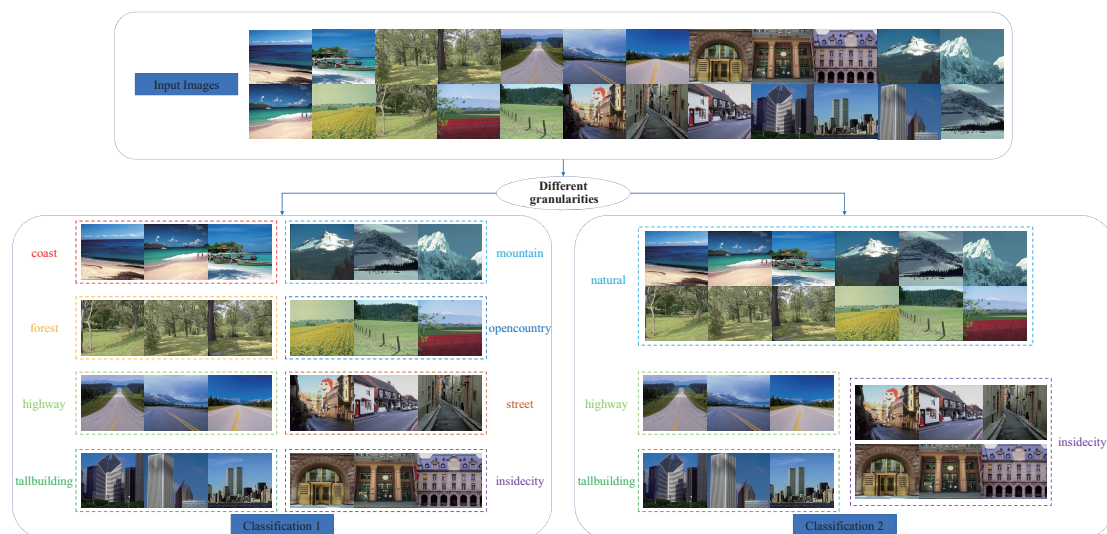 Input Images
Different
granularities
coast
mountain
forest
opencountry
highway
street
tallbuilding
insidecity
Classification 1
natural
highway
insidecity
tallbuilding
Classification 2